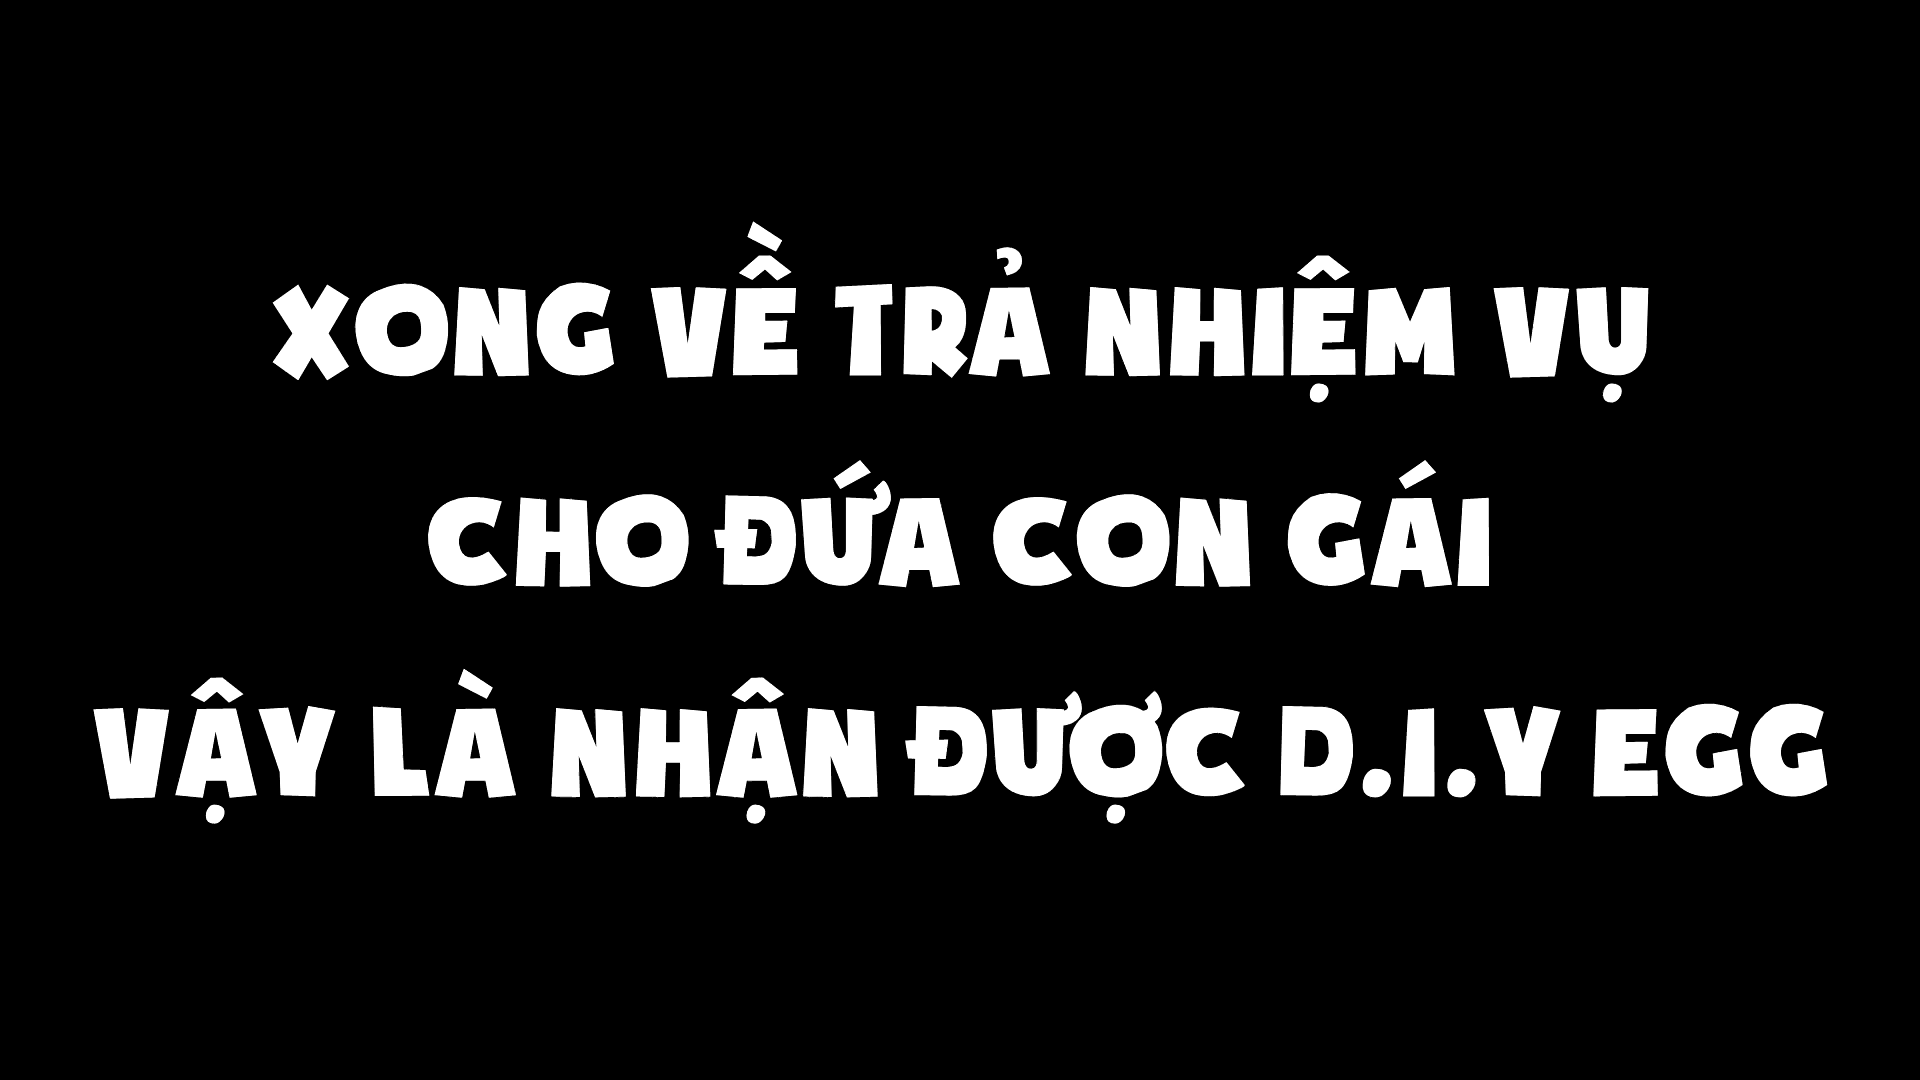 XONG VỀ TRẢ NHIỆM VỤ
CHO ĐỨA CON GÁI
VẬY LÀ NHẬN ĐƯỢC D.I.Y EGG